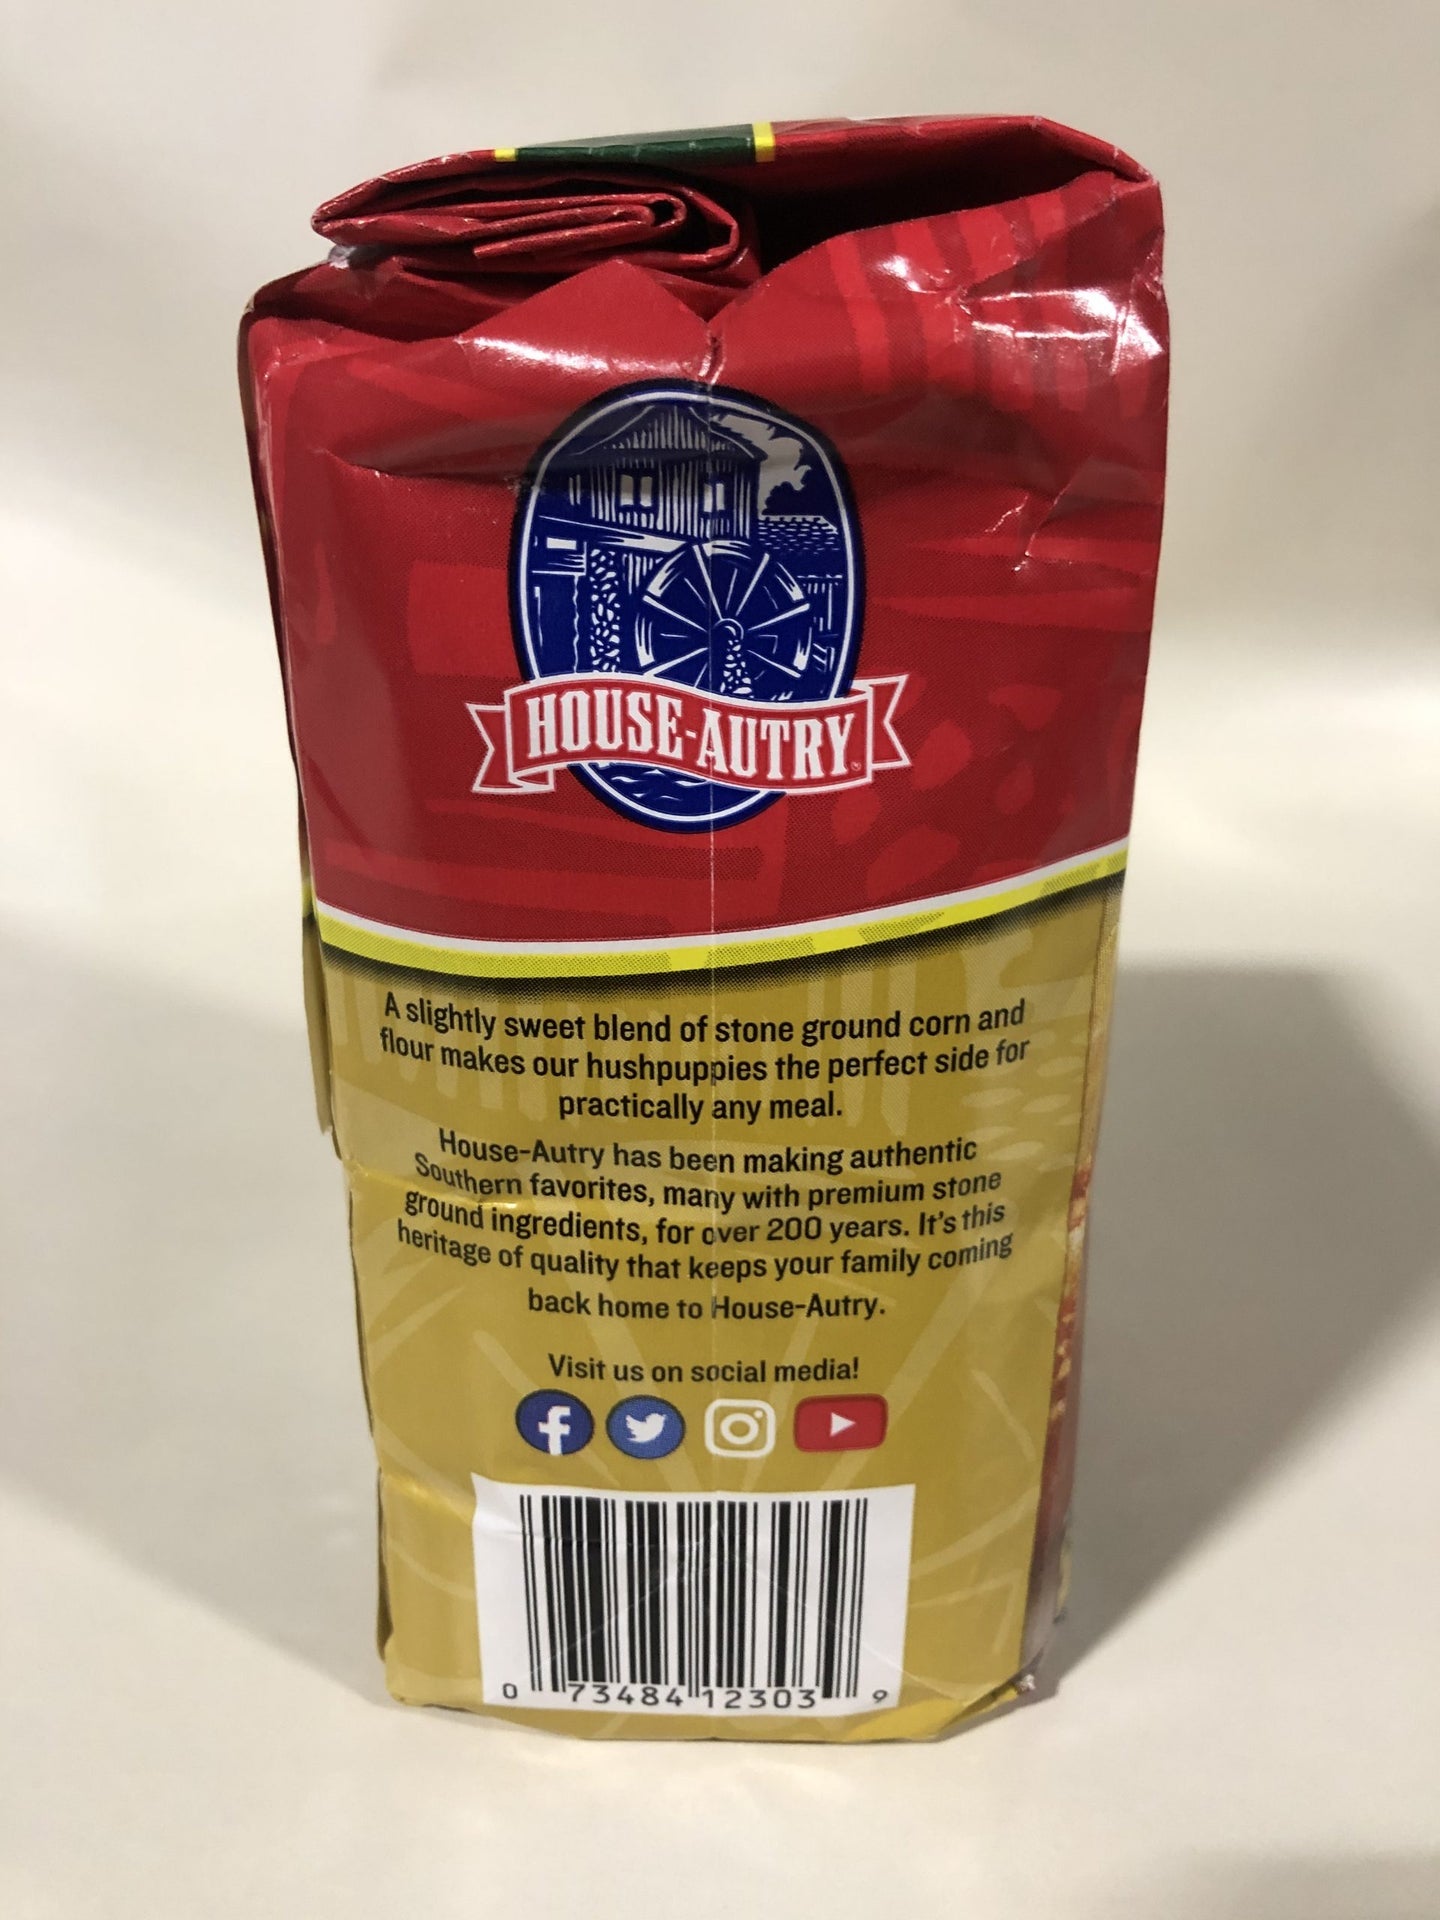 HOUSE-AUTRY
A slightly sweet blend of stone ground corn and
flour makes our hushpuppies the perfect side for
practically any meal.
House-Autry has been making authentic
Southern favorites, many with premium stone
ground ingredients, for over 200 years. It's this
heritage of quality that keeps your family coming
back home to House-Autry.
Visit us on social media!
0 73484 12303 9